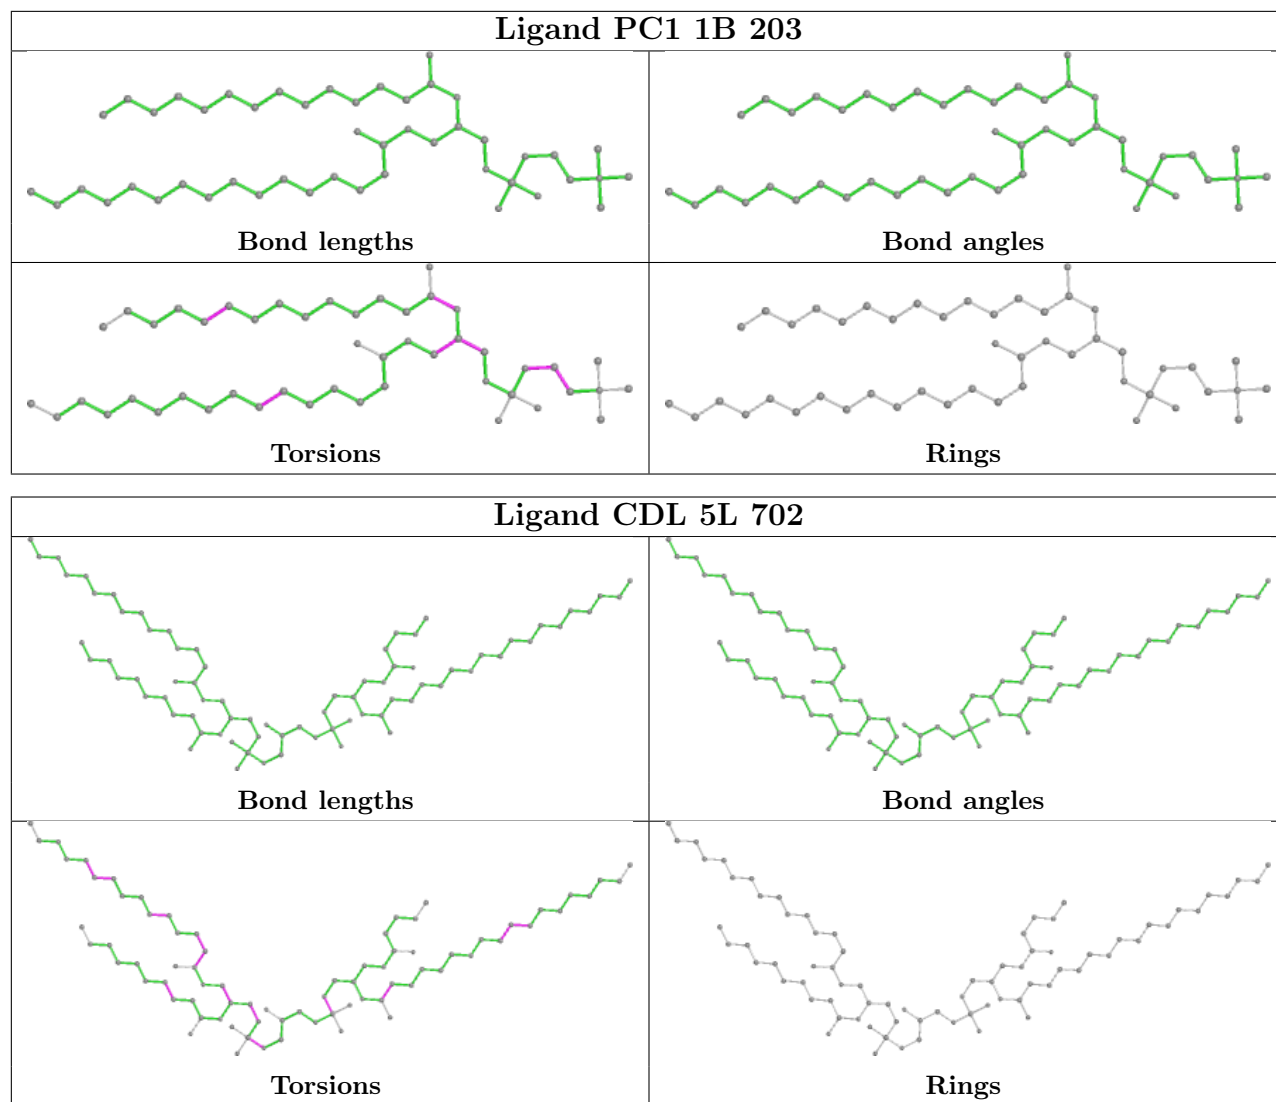 Ligand PC1 1B 203
Bond lengths
Bond angles
Torsions
Rings
Ligand CDL 5L 702
Bond lengths
Bond angles
Torsions
Rings